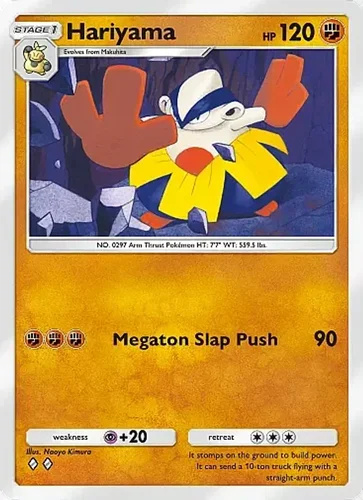 STAGE 1
Hariyama
HP 120
Evolves from Makuhita
NO. 0297 Arm Thrust Pokémon HT: 7'7" WT: 559.5 lbs.
Megaton Slap Push 90
weakness +20
retreat
Illus. Naoyo Kimura
It stomps on the ground to build power.
It can send a 10-ton truck flying with a
straight-arm punch.